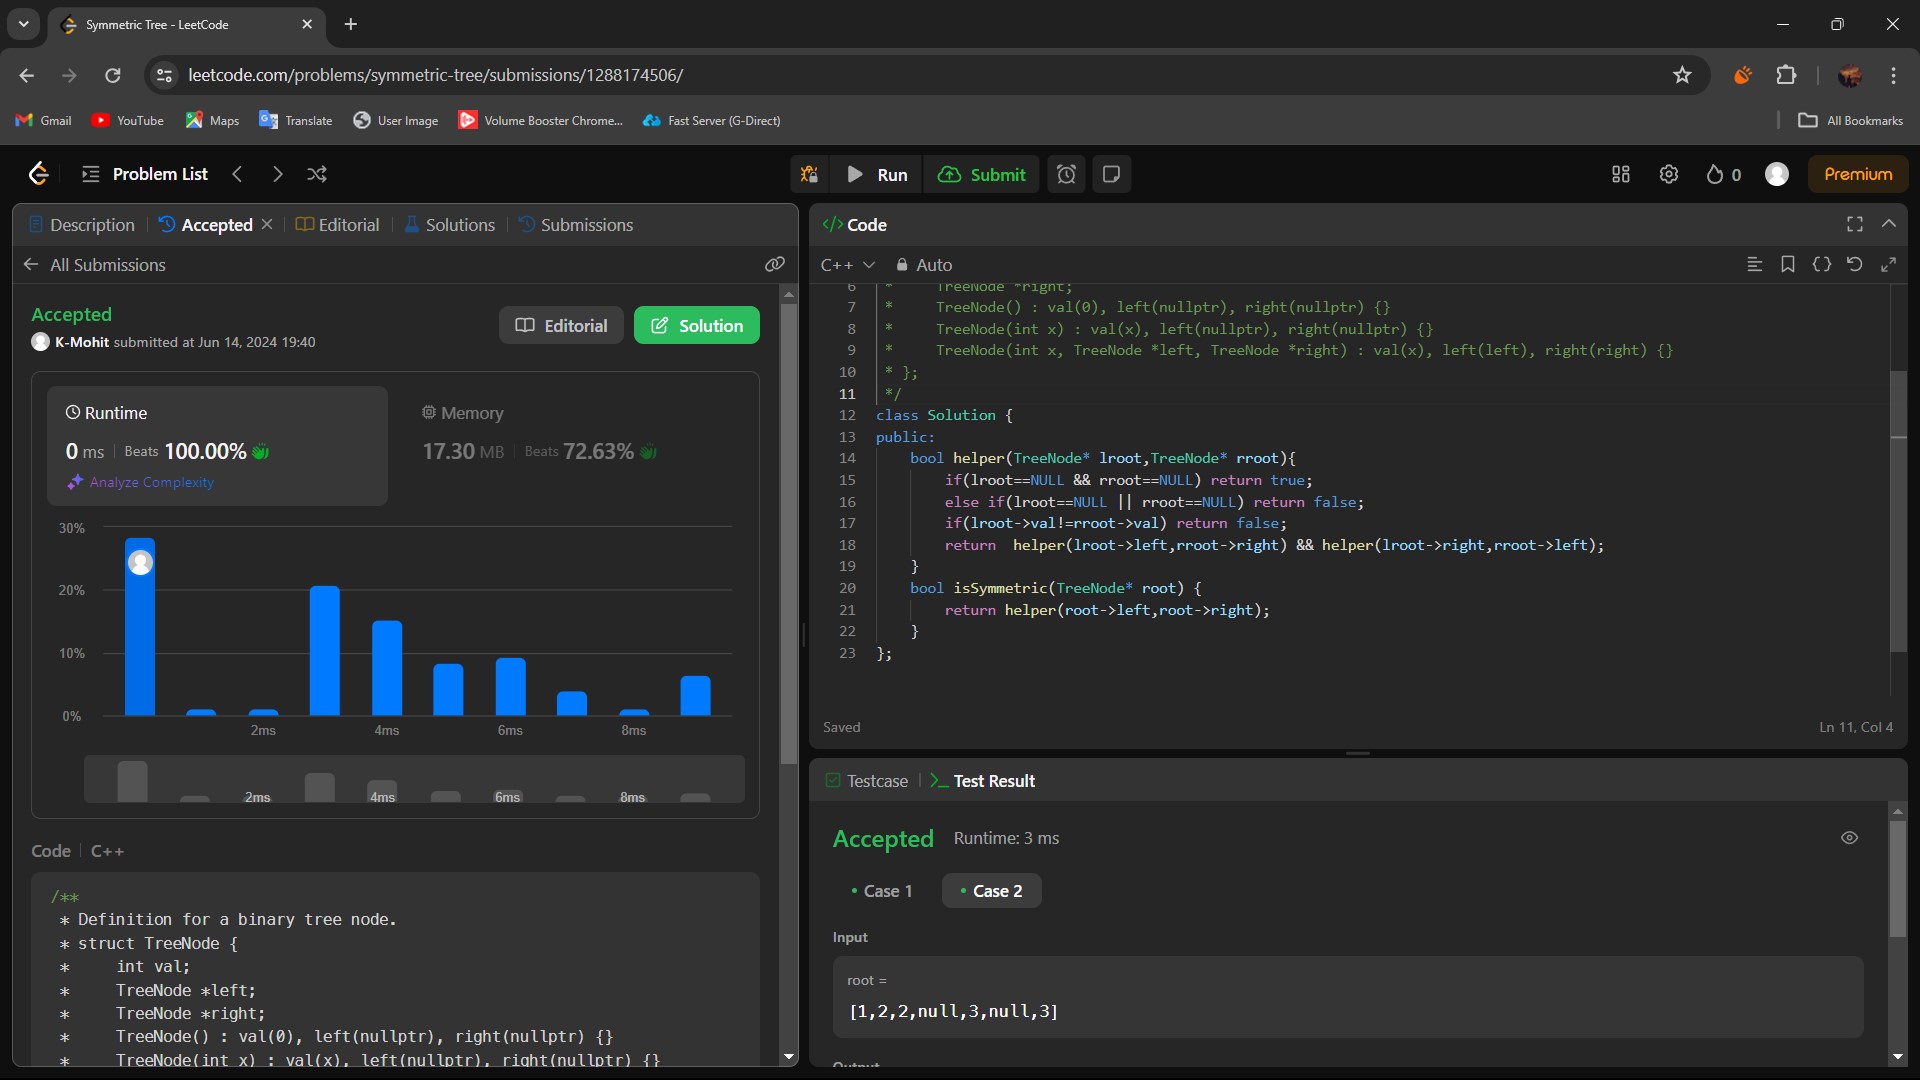 Symmetric Tree - LeetCode
leetcode.com/problems/symmetric-tree/submissions/1288174506/
Gmail YouTube Maps Translate User Image Volume Booster Chrome... Fast Server (G-Direct) All Bookmarks
Problem List Run Submit 0 Premium
Description Accepted Editorial Solutions Submissions
All Submissions
Accepted
K-Mohit submitted at Jun 14, 2024 19:40
Editorial Solution
Runtime
0 ms Beats 100.00%
Analyze Complexity
Memory
17.30 MB Beats 72.63%
30%
20%
10%
0%
2ms 4ms 6ms 8ms
2ms 4ms 6ms 8ms
Code C++
/**
* Definition for a binary tree node.
* struct TreeNode {
*     int val;
*     TreeNode *left;
*     TreeNode *right;
*     TreeNode() : val(0), left(nullptr), right(nullptr) {}
*     TreeNode(int x) : val(x), left(nullptr), right(nullptr) {}
</> Code
C++ Auto
6 *     TreeNode *right;
7 *     TreeNode() : val(0), left(nullptr), right(nullptr) {}
8 *     TreeNode(int x) : val(x), left(nullptr), right(nullptr) {}
9 *     TreeNode(int x, TreeNode *left, TreeNode *right) : val(x), left(left), right(right) {}
10 * };
11 */
12 class Solution {
13 public:
14     bool helper(TreeNode* lroot,TreeNode* rroot){
15         if(lroot==NULL && rroot==NULL) return true;
16         else if(lroot==NULL || rroot==NULL) return false;
17         if(lroot->val!=rroot->val) return false;
18         return  helper(lroot->left,rroot->right) && helper(lroot->right,rroot->left);
19     }
20     bool isSymmetric(TreeNode* root) {
21         return helper(root->left,root->right);
22     }
23 };
Saved Ln 11, Col 4
Testcase Test Result
Accepted Runtime: 3 ms
Case 1 Case 2
Input
root =
[1,2,2,null,3,null,3]
Output